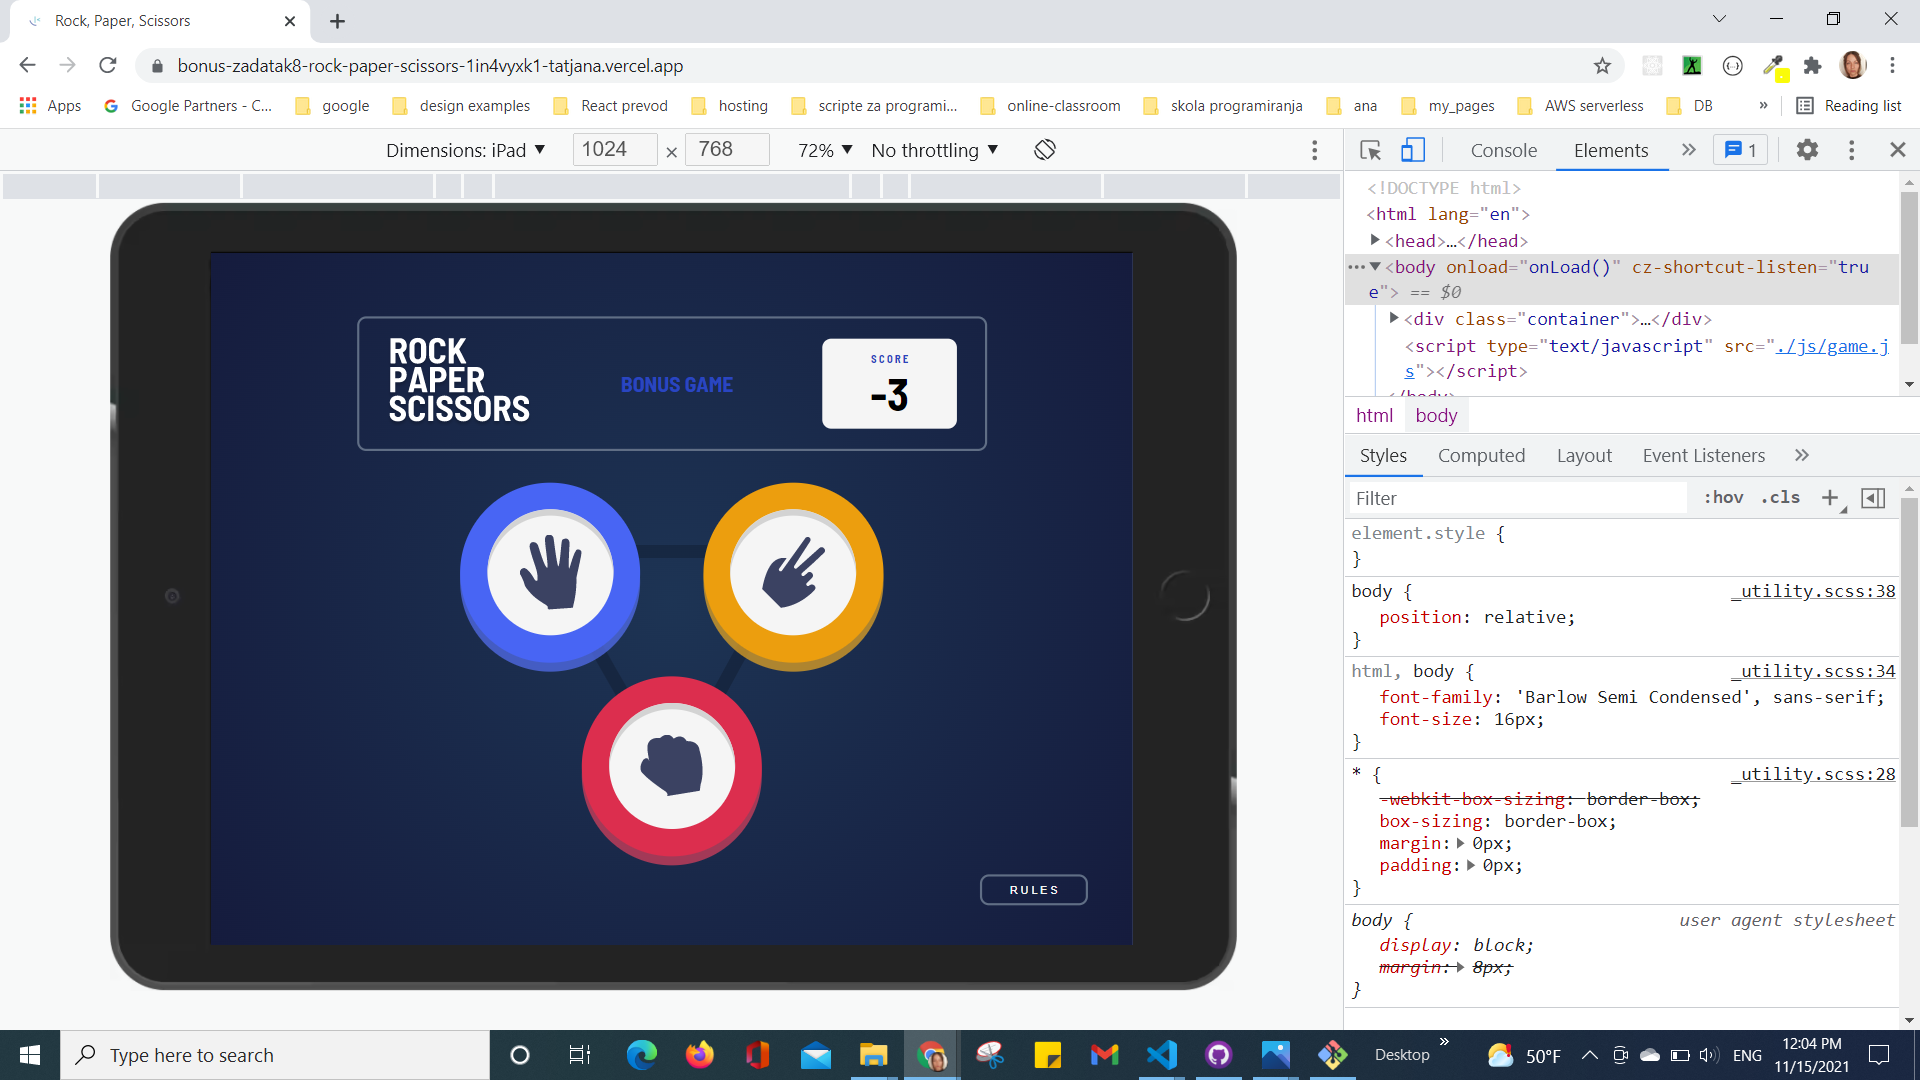 Rock, Paper, Scissors
bonus-zadatak8-rock-paper-scissors-1in4vyxk1-tatjana.vercel.app
Apps
Google Partners - C...
google
design examples
React prevod
hosting
scripte za programi...
online-classroom
skola programiranja
ana
my_pages
AWS serverless
DB
»
Reading list
Dimensions: iPad
1024 × 768
72%
No throttling
Console
Elements
»
1
<!DOCTYPE html>
<html lang="en">
<head>…</head>
<body onload="onLoad()" cz-shortcut-listen="tru
e"> == $0
<div class="container">…</div>
<script type="text/javascript" src="./js/game.j
s"></script>
</body>
html
body
ROCK
PAPER
SCISSORS
BONUS GAME
SCORE
-3
RULES
Styles
Computed
Layout
Event Listeners
»
Filter
:hov
.cls
element.style {
}
body {
_utility.scss:38
position: relative;
}
html, body {
_utility.scss:34
font-family: 'Barlow Semi Condensed', sans-serif;
font-size: 16px;
}
* {
_utility.scss:28
-webkit-box-sizing: border-box;
box-sizing: border-box;
margin: 0px;
padding: 0px;
}
body {
user agent stylesheet
display: block;
margin: 8px;
}
Type here to search
Desktop
»
50°F
ENG
12:04 PM
11/15/2021